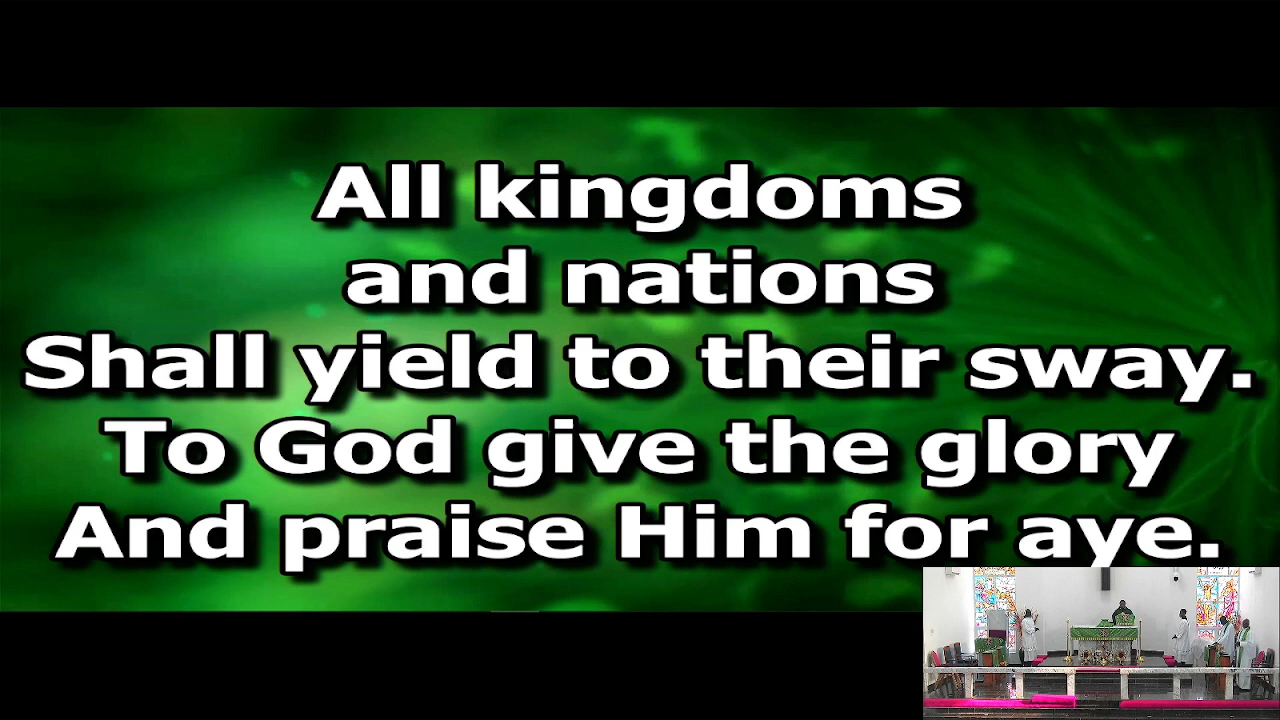 All kingdoms
and nations
Shall yield to their sway.
To God give the glory
And praise Him for aye.